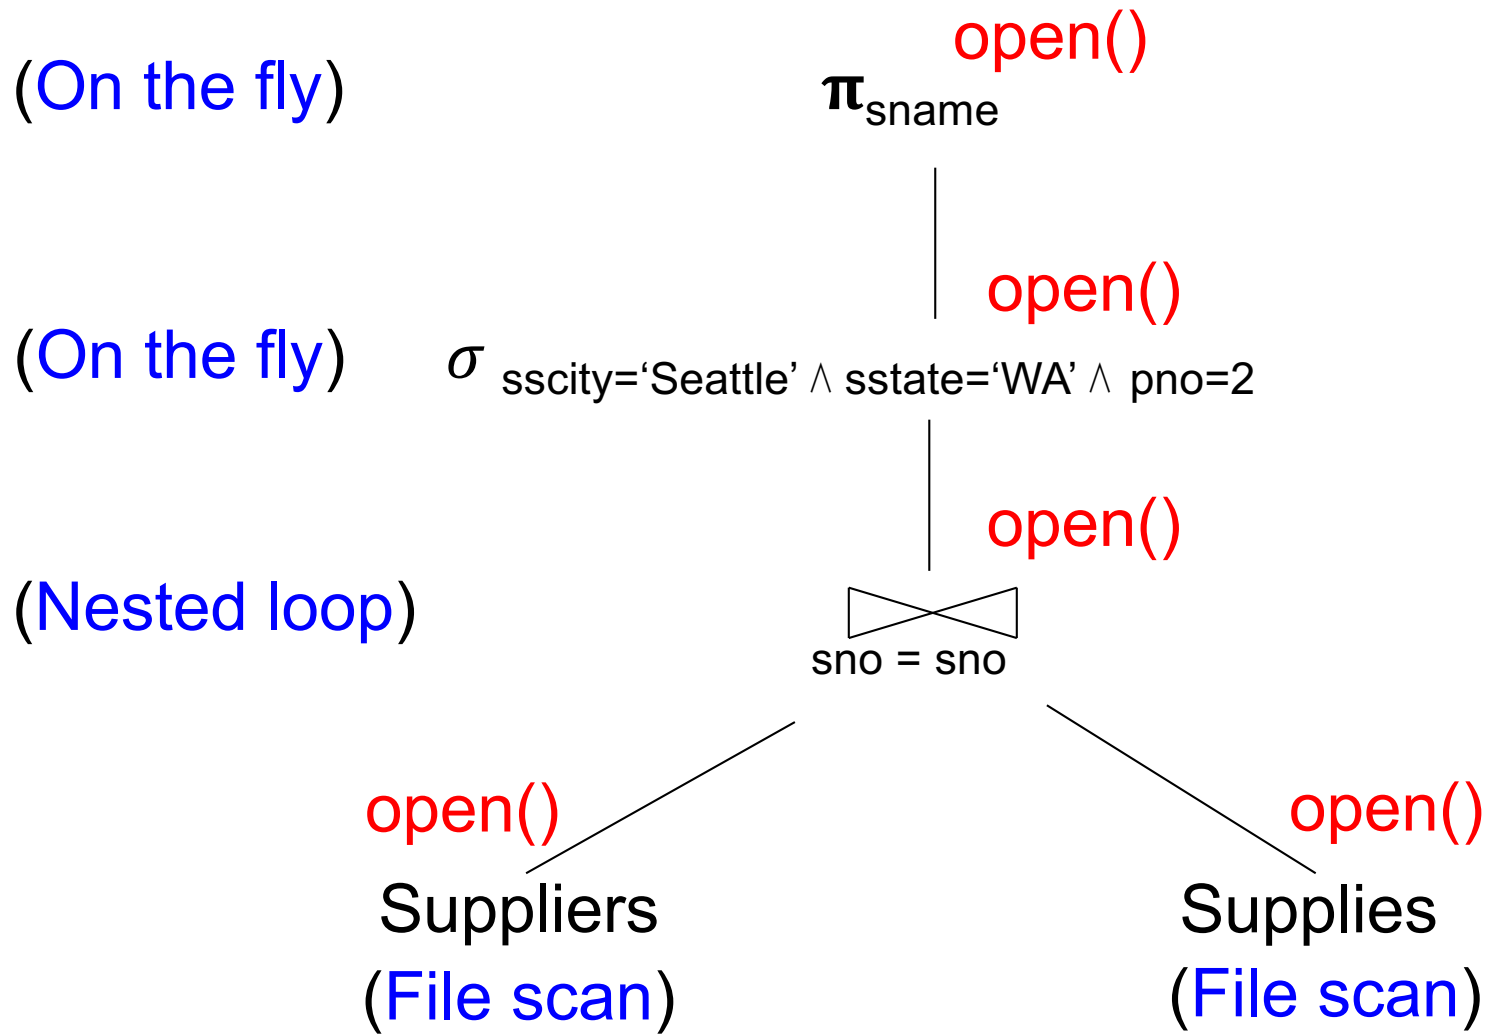 open()
(On the fly) πsname
open()
(On the fly) σ sscity=‘Seattle’ ∧ sstate=‘WA’ ∧ pno=2
open()
(Nested loop)
sno = sno
open() open()
Suppliers Supplies
(File scan) (File scan)